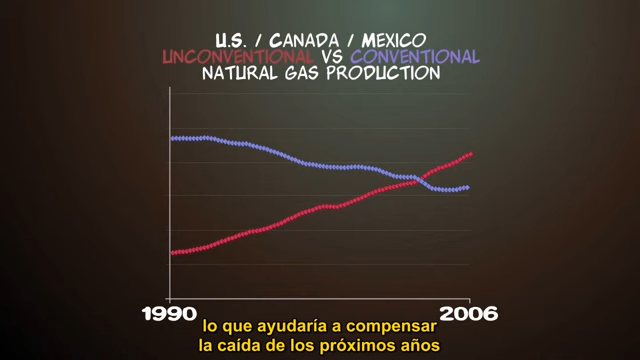 U.S. / CANADA / MEXICO
UNCONVENTIONAL VS CONVENTIONAL
NATURAL GAS PRODUCTION
1990 2006
lo que ayudaría a compensar
la caída de los próximos años